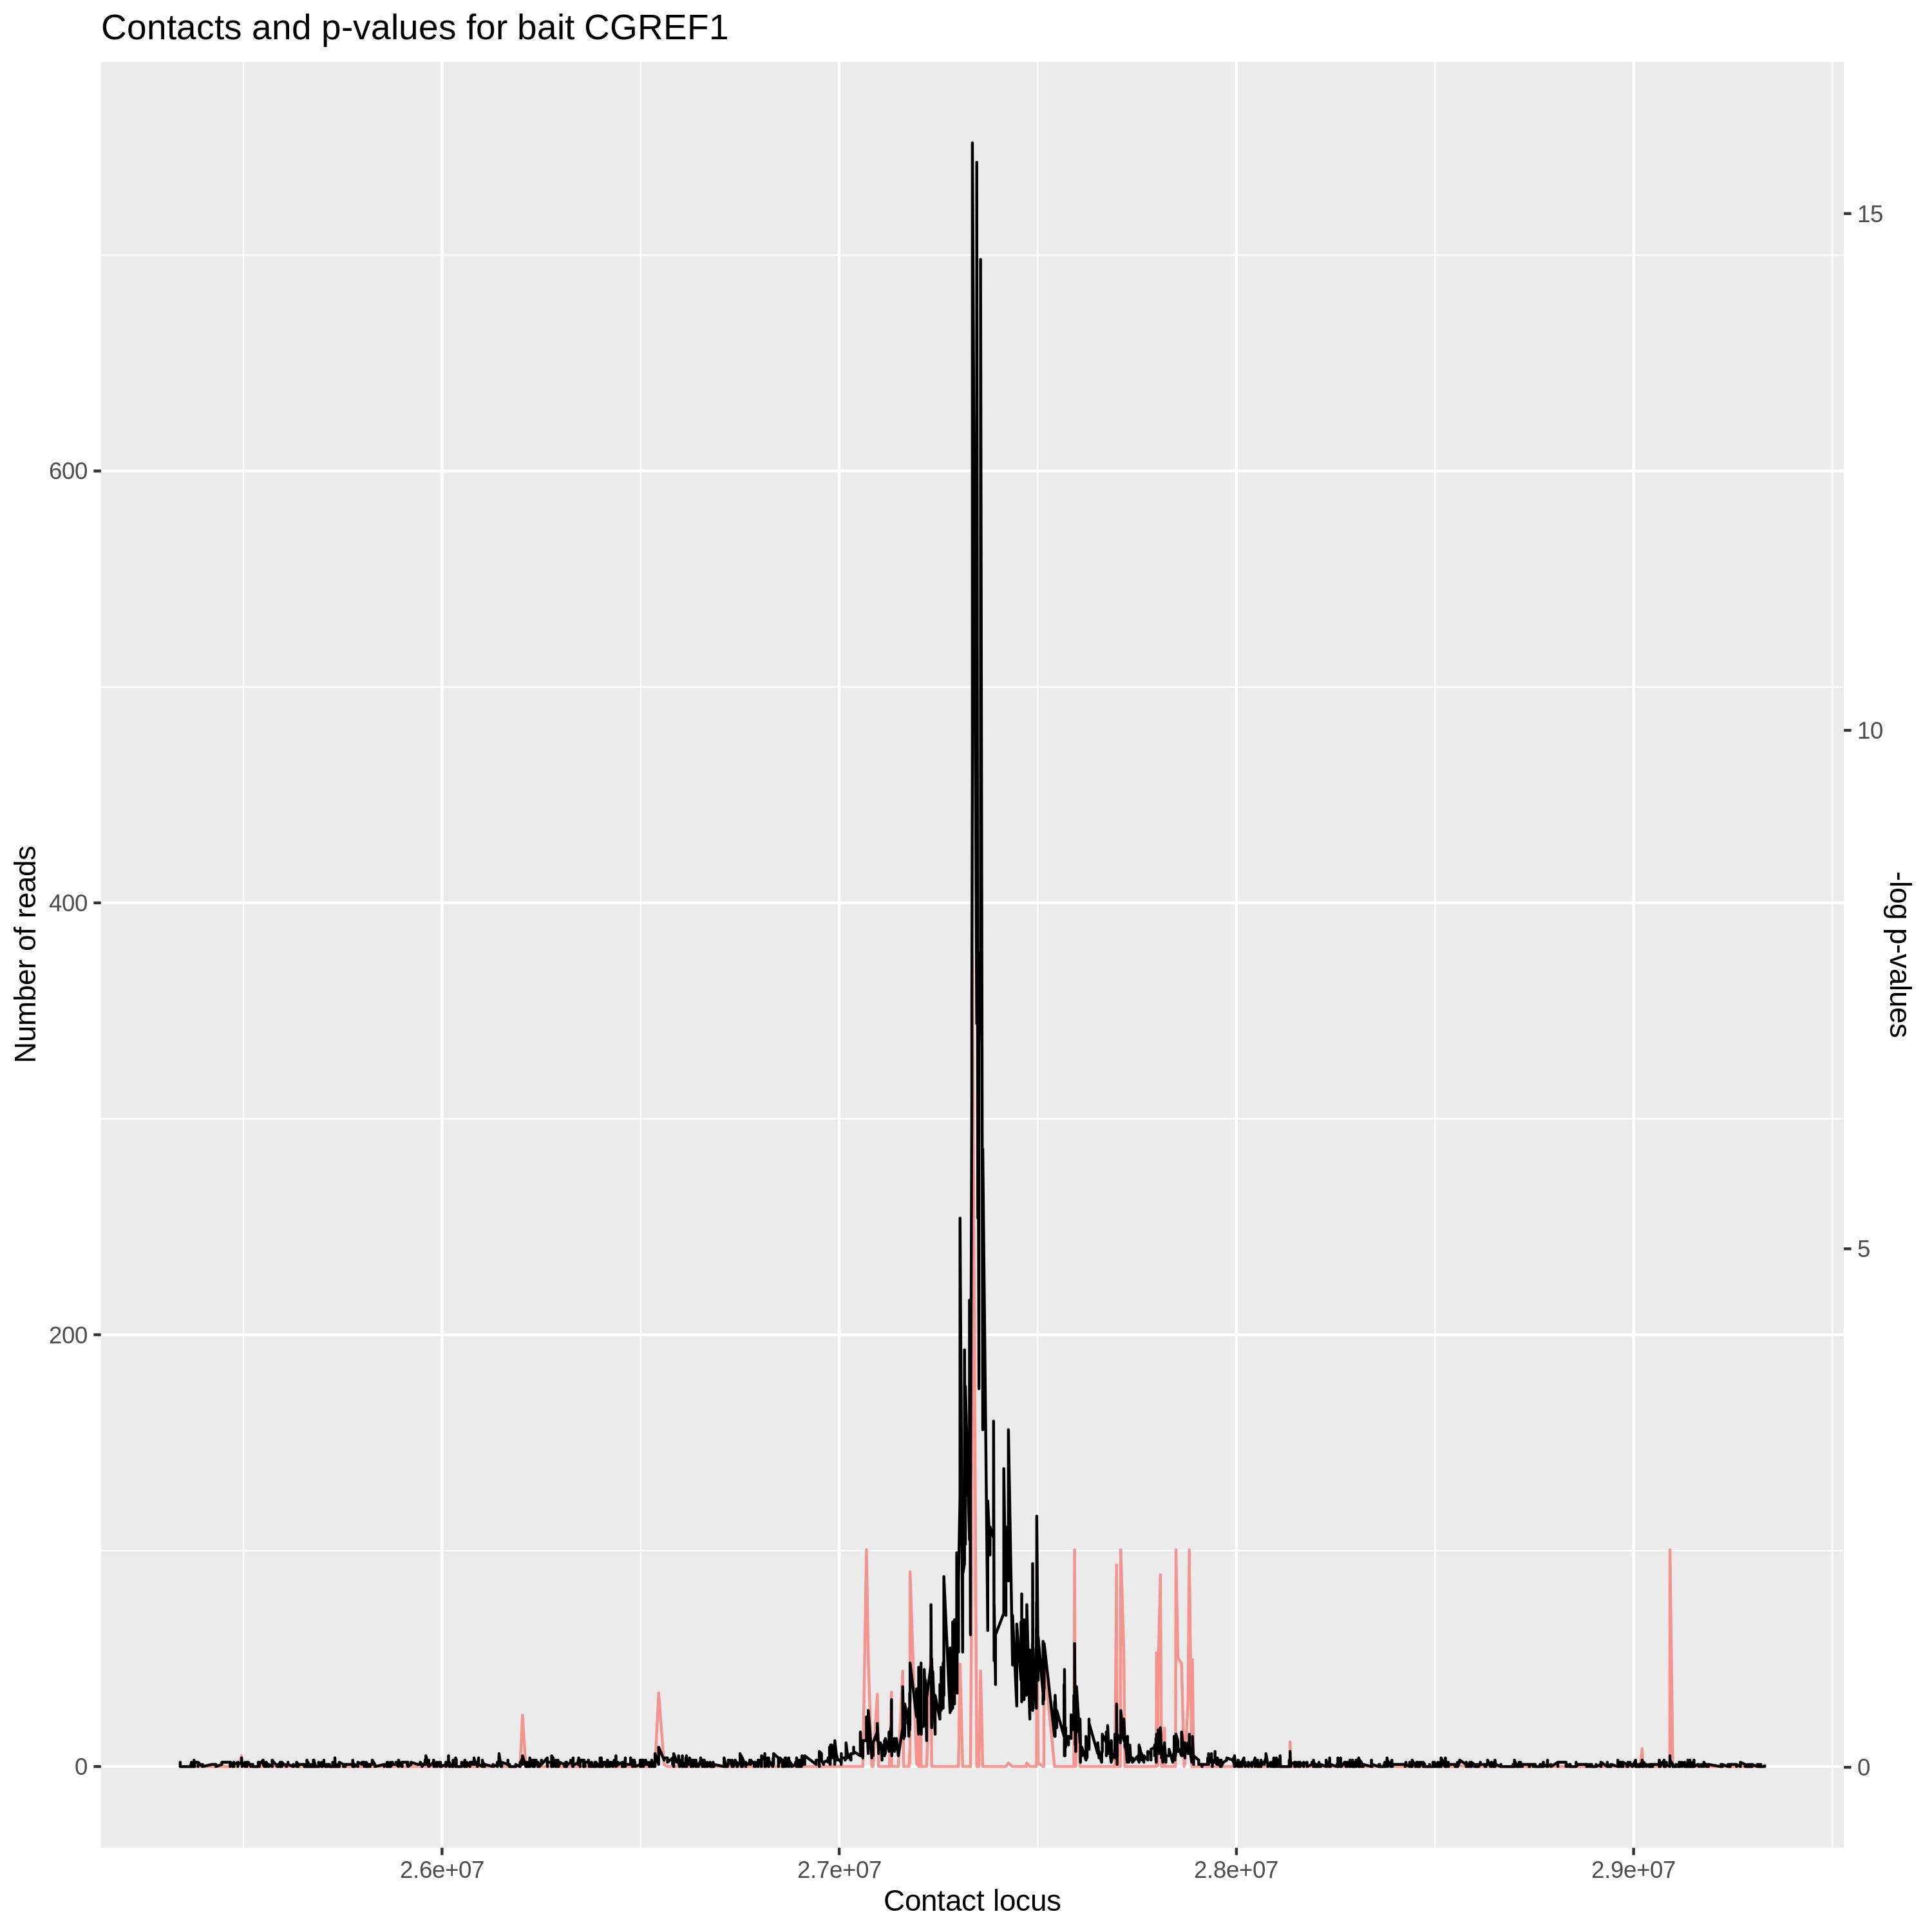 Contacts and p-values for bait CGREF1
Number of reads
600
400
200
0
15
10
5
0
-log p-values
2.6e+07
2.7e+07
2.8e+07
2.9e+07
Contact locus